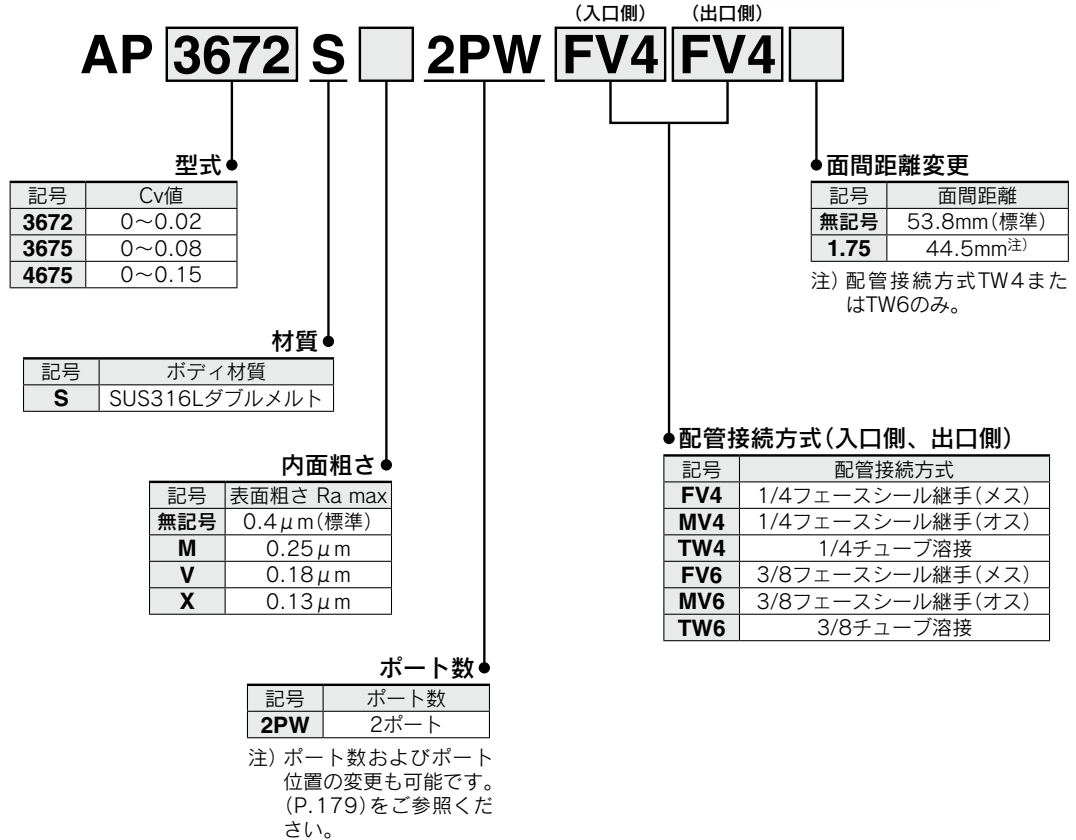 (入口側) (出口側)
AP 3672 S 2PW FV4 FV4
型式
記号 Cv値
3672 0〜0.02
3675 0〜0.08
4675 0〜0.15
面間距離変更
記号 面間距離
無記号 53.8mm(標準)
1.75 44.5mm注)
注) 配管接続方式TW4また
はTW6のみ。
材質
記号 ボディ材質
S SUS316Lダブルメルト
配管接続方式(入口側、出口側)
記号 配管接続方式
FV4 1/4フェースシール継手(メス)
MV4 1/4フェースシール継手(オス)
TW4 1/4チューブ溶接
FV6 3/8フェースシール継手(メス)
MV6 3/8フェースシール継手(オス)
TW6 3/8チューブ溶接
内面粗さ
記号 表面粗さ Ra max
無記号 0.4μm(標準)
M 0.25μm
V 0.18μm
X 0.13μm
ポート数
記号 ポート数
2PW 2ポート
注) ポート数およびポート
位置の変更も可能です。
(P.179)をご参照くだ
さい。